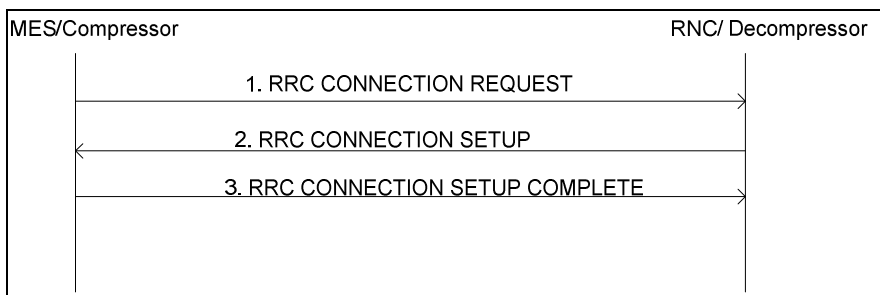 MES/Compressor
RNC/ Decompressor
1. RRC CONNECTION REQUEST
2. RRC CONNECTION SETUP
3. RRC CONNECTION SETUP COMPLETE